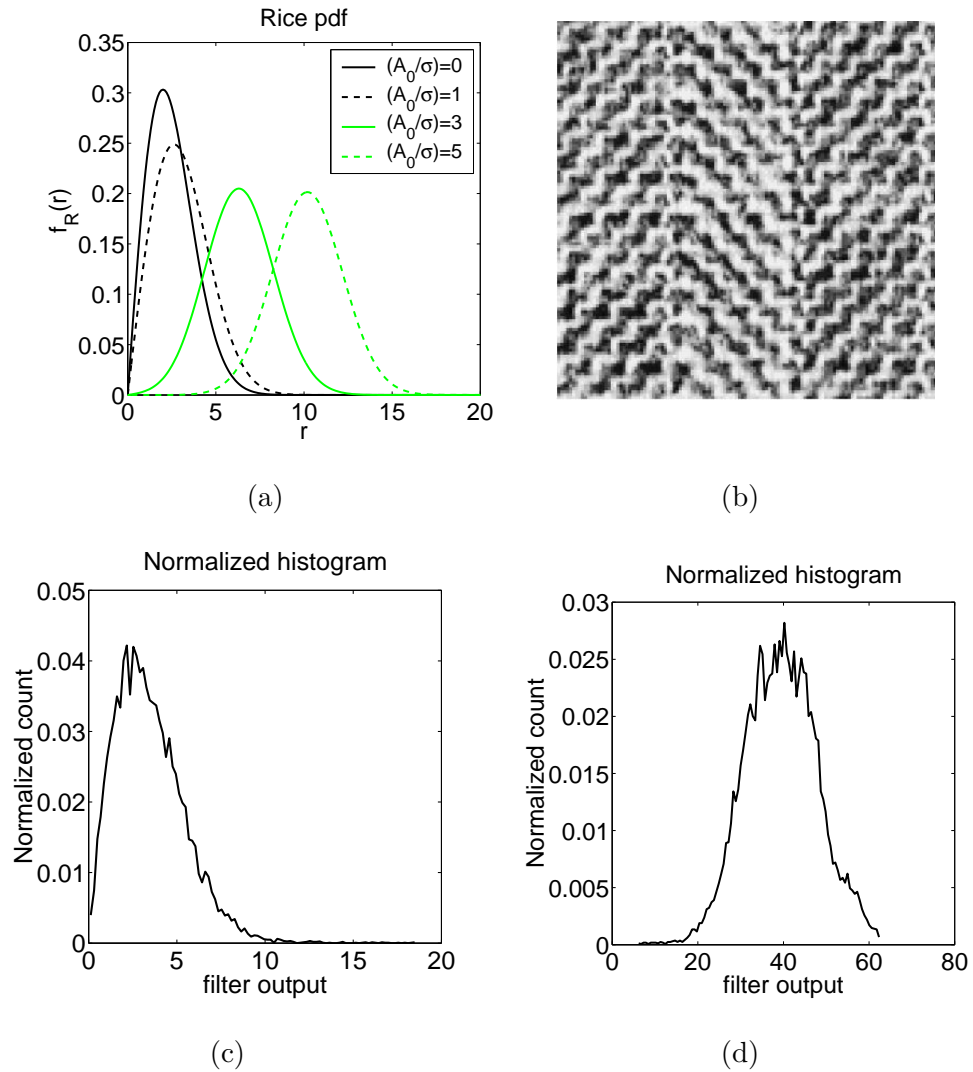 Rice pdf
0.35
0.3
0.25
0.2
0.15
0.1
0.05
0
f_R(r)
(A_0/σ)=0
(A_0/σ)=1
(A_0/σ)=3
(A_0/σ)=5
0 5 10 15 20
r
(a)
(b)
Normalized histogram
0.05
0.04
0.03
0.02
0.01
0
Normalized count
0 5 10 15 20
filter output
(c)
Normalized histogram
0.03
0.025
0.02
0.015
0.01
0.005
0
Normalized count
0 20 40 60 80
filter output
(d)